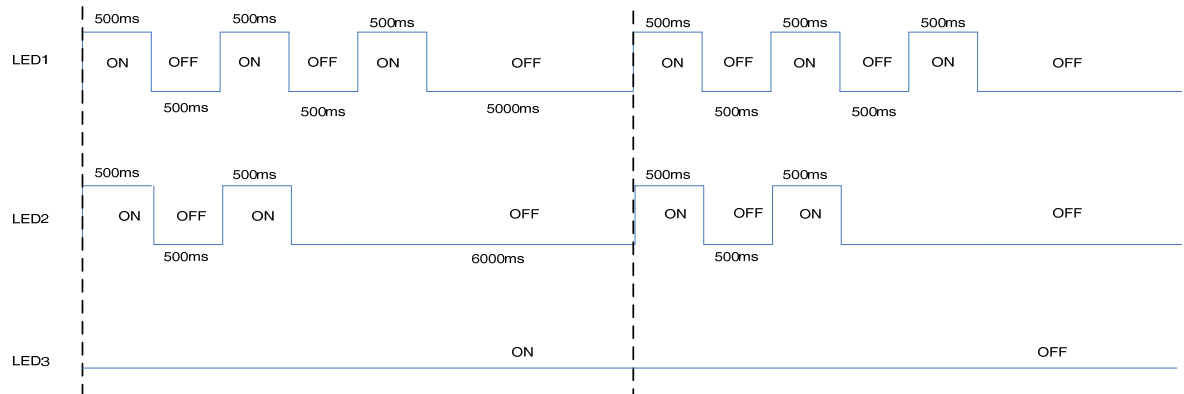 500ms 500ms 500ms 500ms 500ms 500ms
LED1 ON OFF ON OFF ON OFF ON OFF ON OFF ON OFF
500ms 500ms 5000ms 500ms 500ms
500ms 500ms 500ms 500ms
LED2 ON OFF ON OFF ON OFF ON OFF
500ms 6000ms 500ms
LED3 ON OFF